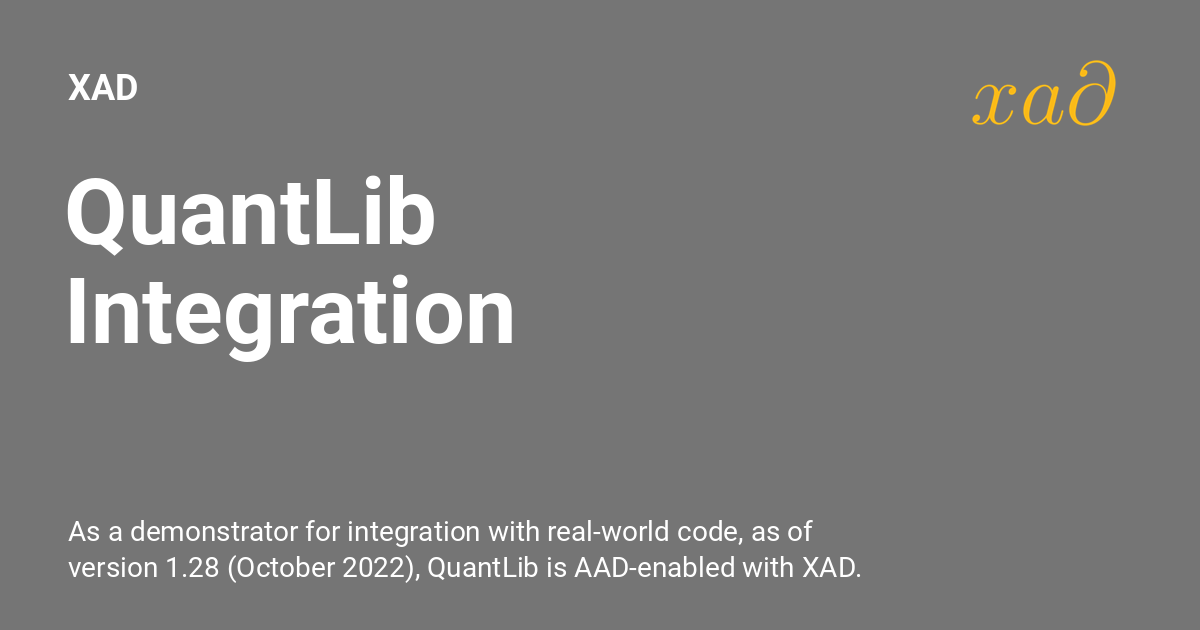 XAD
xa∂
QuantLib
Integration
As a demonstrator for integration with real-world code, as of
version 1.28 (October 2022), QuantLib is AAD-enabled with XAD.